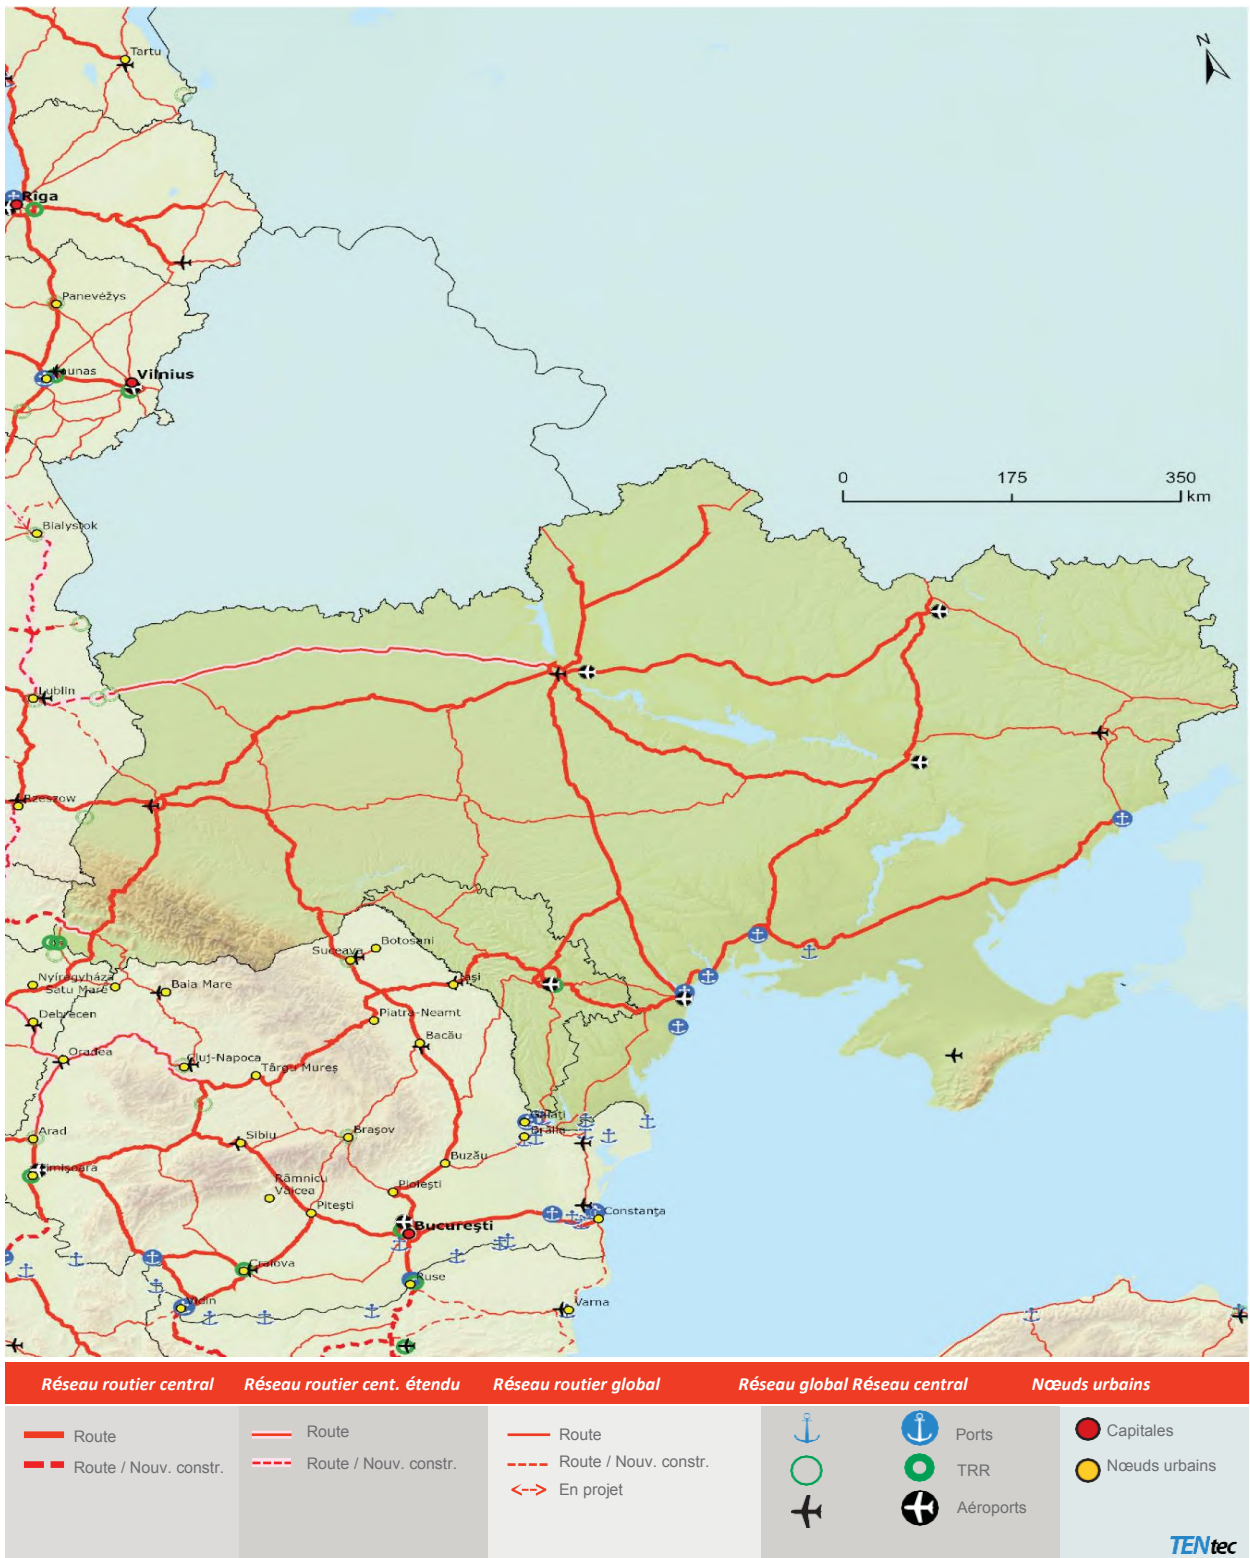 Tartu
N
Rīga
Panevėžys
Vilnius
0 175 350
km
Bialystok
Lublin
Rzeszow
Botosani
Suceava
Iași
Nyíregyháza
Satu Mare
Baia Mare
Debrecen
Piatra-Neamt
Bacău
Oradea
Cluj-Napoca
Târgu Mureș
Galați
Brăila
Arad
Sibiu
Brașov
Buzău
Timișoara
Râmnicu
Vâlcea
Ploiești
Pitești
Constanța
București
Craiova
Ruse
Vidin
Varna
Réseau routier central Réseau routier cent. étendu Réseau routier global Réseau global Réseau central Nœuds urbains
Route Route Route Ports Capitales
Route / Nouv. constr. Route / Nouv. constr. Route / Nouv. constr. TRR Nœuds urbains
En projet Aéroports
TENtec